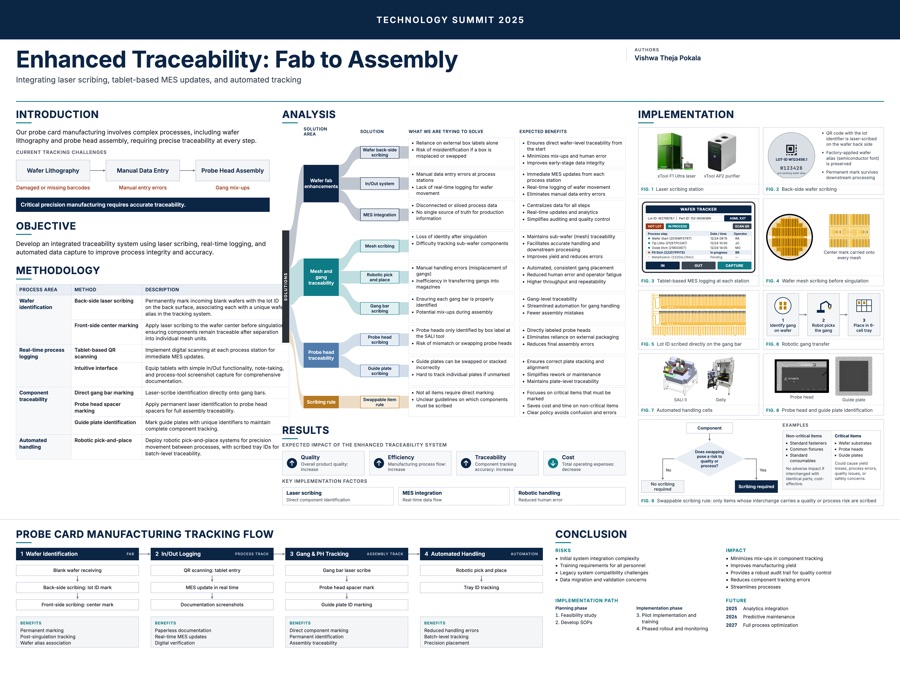 TECHNOLOGY SUMMIT 2025
Enhanced Traceability: Fab to Assembly
Integrating laser scribing, tablet-based MES updates, and automated tracking
AUTHORS
Vishwa Theja Pokala
INTRODUCTION
Our probe card manufacturing involves complex processes, including wafer
lithography and probe head assembly, requiring precise traceability at every step.
CURRENT TRACKING CHALLENGES
Wafer Lithography
Manual Data Entry
Probe Head Assembly
Damaged or missing barcodes
Manual entry errors
Gang mix-ups
Critical precision manufacturing requires accurate traceability.
OBJECTIVE
Develop an integrated traceability system using laser scribing, real-time logging, and
automated data capture to improve process integrity and accuracy.
METHODOLOGY
PROCESS AREA METHOD DESCRIPTION
Wafer
identification
Back-side laser scribing
Permanently mark incoming blank wafers with the lot ID
on the back surface, associating each with a unique wafer
alias in the tracking system.
Front-side center marking
Apply laser scribing to the wafer center before singulation,
ensuring components remain traceable after separation
into individual mesh units.
Real-time process
logging
Tablet-based QR
scanning
Implement digital scanning at each process station for
immediate MES updates.
Intuitive interface
Equip tablets with simple In/Out functionality, note-taking,
and process-tool screenshot capture for comprehensive
documentation.
Component
traceability
Direct gang bar marking
Laser-scribe identification directly onto gang bars.
Probe head spacer
marking
Apply permanent laser identification to probe head
spacers for full assembly traceability.
Guide plate identification
Mark guide plates with unique identifiers to maintain
complete component tracking.
Automated
handling
Robotic pick-and-place
Deploy robotic pick-and-place systems for precision
movement between processes, with scribed tray IDs for
batch-level traceability.
ANALYSIS
SOLUTION
AREA
SOLUTION
WHAT WE ARE TRYING TO SOLVE
EXPECTED BENEFITS
SOLUTIONS
Wafer fab
enhancements
Wafer back-side
scribing
• Reliance on external box labels alone
• Risk of misidentification if a box is
misplaced or swapped
• Ensures direct wafer-level traceability from
the start
• Minimizes mix-ups and human error
• Improves early-stage data integrity
In/Out system
• Manual data entry errors at process
stations
• Lack of real-time logging for wafer
movement
• Immediate MES updates from each
process station
• Real-time logging of wafer movement
• Eliminates manual data entry errors
MES integration
• Disconnected or siloed process data
• No single source of truth for production
information
• Centralizes data for all steps
• Real-time updates and analytics
• Simplifies auditing and quality control
Mesh and
gang
traceability
Mesh scribing
• Loss of identity after singulation
• Difficulty tracking sub-wafer components
• Maintains sub-wafer (mesh) traceability
• Facilitates accurate handling and
downstream processing
• Improves yield and reduces errors
Robotic pick
and place
• Manual handling errors (misplacement of
gangs)
• Inefficiency in transferring gangs into
magazines
• Automated, consistent gang placement
• Reduced human error and operator fatigue
• Higher throughput and repeatability
Gang bar
scribing
• Ensuring each gang bar is properly
identified
• Potential mix-ups during assembly
• Gang-level traceability
• Streamlined automation for gang handling
• Fewer assembly mistakes
Probe head
traceability
Probe head
scribing
• Probe heads only identified by box label at
the SALI tool
• Risk of mismatch or swapping probe heads
• Directly labeled probe heads
• Eliminates reliance on external packaging
• Reduces final assembly errors
Guide plate
scribing
• Guide plates can be swapped or stacked
incorrectly
• Hard to track individual plates if unmarked
• Ensures correct plate stacking and
alignment
• Simplifies rework or maintenance
• Maintains plate-level traceability
Scribing rule
Swappable item
rule
• Not all items require direct marking
• Unclear guidelines on which components
must be scribed
• Focuses on critical items that must be
marked
• Saves cost and time on non-critical items
• Clear policy avoids confusion and errors
RESULTS
EXPECTED IMPACT OF THE ENHANCED TRACEABILITY SYSTEM
Quality
Overall product quality:
increase
Efficiency
Manufacturing process flow:
increase
Traceability
Component tracking
accuracy: increase
Cost
Total operating expenses:
decrease
KEY IMPLEMENTATION FACTORS
Laser scribing
Direct component identification
MES integration
Real-time data flow
Robotic handling
Reduced human error
IMPLEMENTATION
xTool F1 Ultra laser
xTool AP2 purifier
FIG. 1 Laser scribing station
0123428
• QR code with the lot
identifier is laser-scribed
on the wafer back side
• Factory-applied wafer
alias (semiconductor font)
is preserved
• Permanent mark survives
downstream processing
FIG. 2 Back-side wafer scribing
WAFER TRACKER
HOT LOT
IN PROCESS
SCAN QR
Process step Date / time Operator
IN
OUT
CAPTURE
FIG. 3 Tablet-based MES logging at each station
Center mark carried onto
every mesh
FIG. 4 Wafer mesh scribing before singulation
FIG. 5 Lot ID scribed directly on the gang bar
1
Identify gang
on wafer
2
Robot picks
the gang
3
Place in 6-
cell tray
FIG. 6 Robotic gang transfer
SALI 3
Gelly
FIG. 7 Automated handling cells
Probe head
Guide plate
FIG. 8 Probe head and guide plate identification
Component
Does swapping
pose a risk to
quality or
process?
No
Yes
No scribing
required
Scribing required
EXAMPLES
Non-critical items
• Standard fasteners
• Common fixtures
• Standard
consumables
No adverse impact if
interchanged with
identical parts; cost-
effective.
Critical items
• Wafer substrates
• Probe heads
• Guide plates
Could cause yield
losses, process errors,
quality issues, or
safety concerns.
FIG. 9 Swappable scribing rule: only items whose interchange carries a quality or process risk are scribed
PROBE CARD MANUFACTURING TRACKING FLOW
1 Wafer Identification FAB
Blank wafer receiving
Back-side scribing: lot ID mark
Front-side scribing: center mark
BENEFITS
Permanent marking
Post-singulation tracking
Wafer alias association
2 In/Out Logging PROCESS TRACK
QR scanning: tablet entry
MES update in real time
Documentation screenshots
BENEFITS
Paperless documentation
Real-time MES updates
Digital verification
3 Gang & PH Tracking ASSEMBLY TRACK
Gang bar laser scribe
Probe head spacer mark
Guide plate ID marking
BENEFITS
Direct component marking
Permanent identification
Assembly traceability
4 Automated Handling AUTOMATION
Robotic pick and place
Tray ID tracking
BENEFITS
Reduced handling errors
Batch-level tracking
Precision placement
CONCLUSION
RISKS
• Initial system integration complexity
• Training requirements for all personnel
• Legacy system compatibility challenges
• Data migration and validation concerns
IMPACT
• Minimizes mix-ups in component tracking
• Improves manufacturing yield
• Provides a robust audit trail for quality control
• Reduces component tracking errors
• Streamlines processes
IMPLEMENTATION PATH
Planning phase
1. Feasibility study
2. Develop SOPs
Implementation phase
3. Pilot implementation and
training
4. Phased rollout and monitoring
FUTURE
2025 Analytics integration
2026 Predictive maintenance
2027 Full process optimization